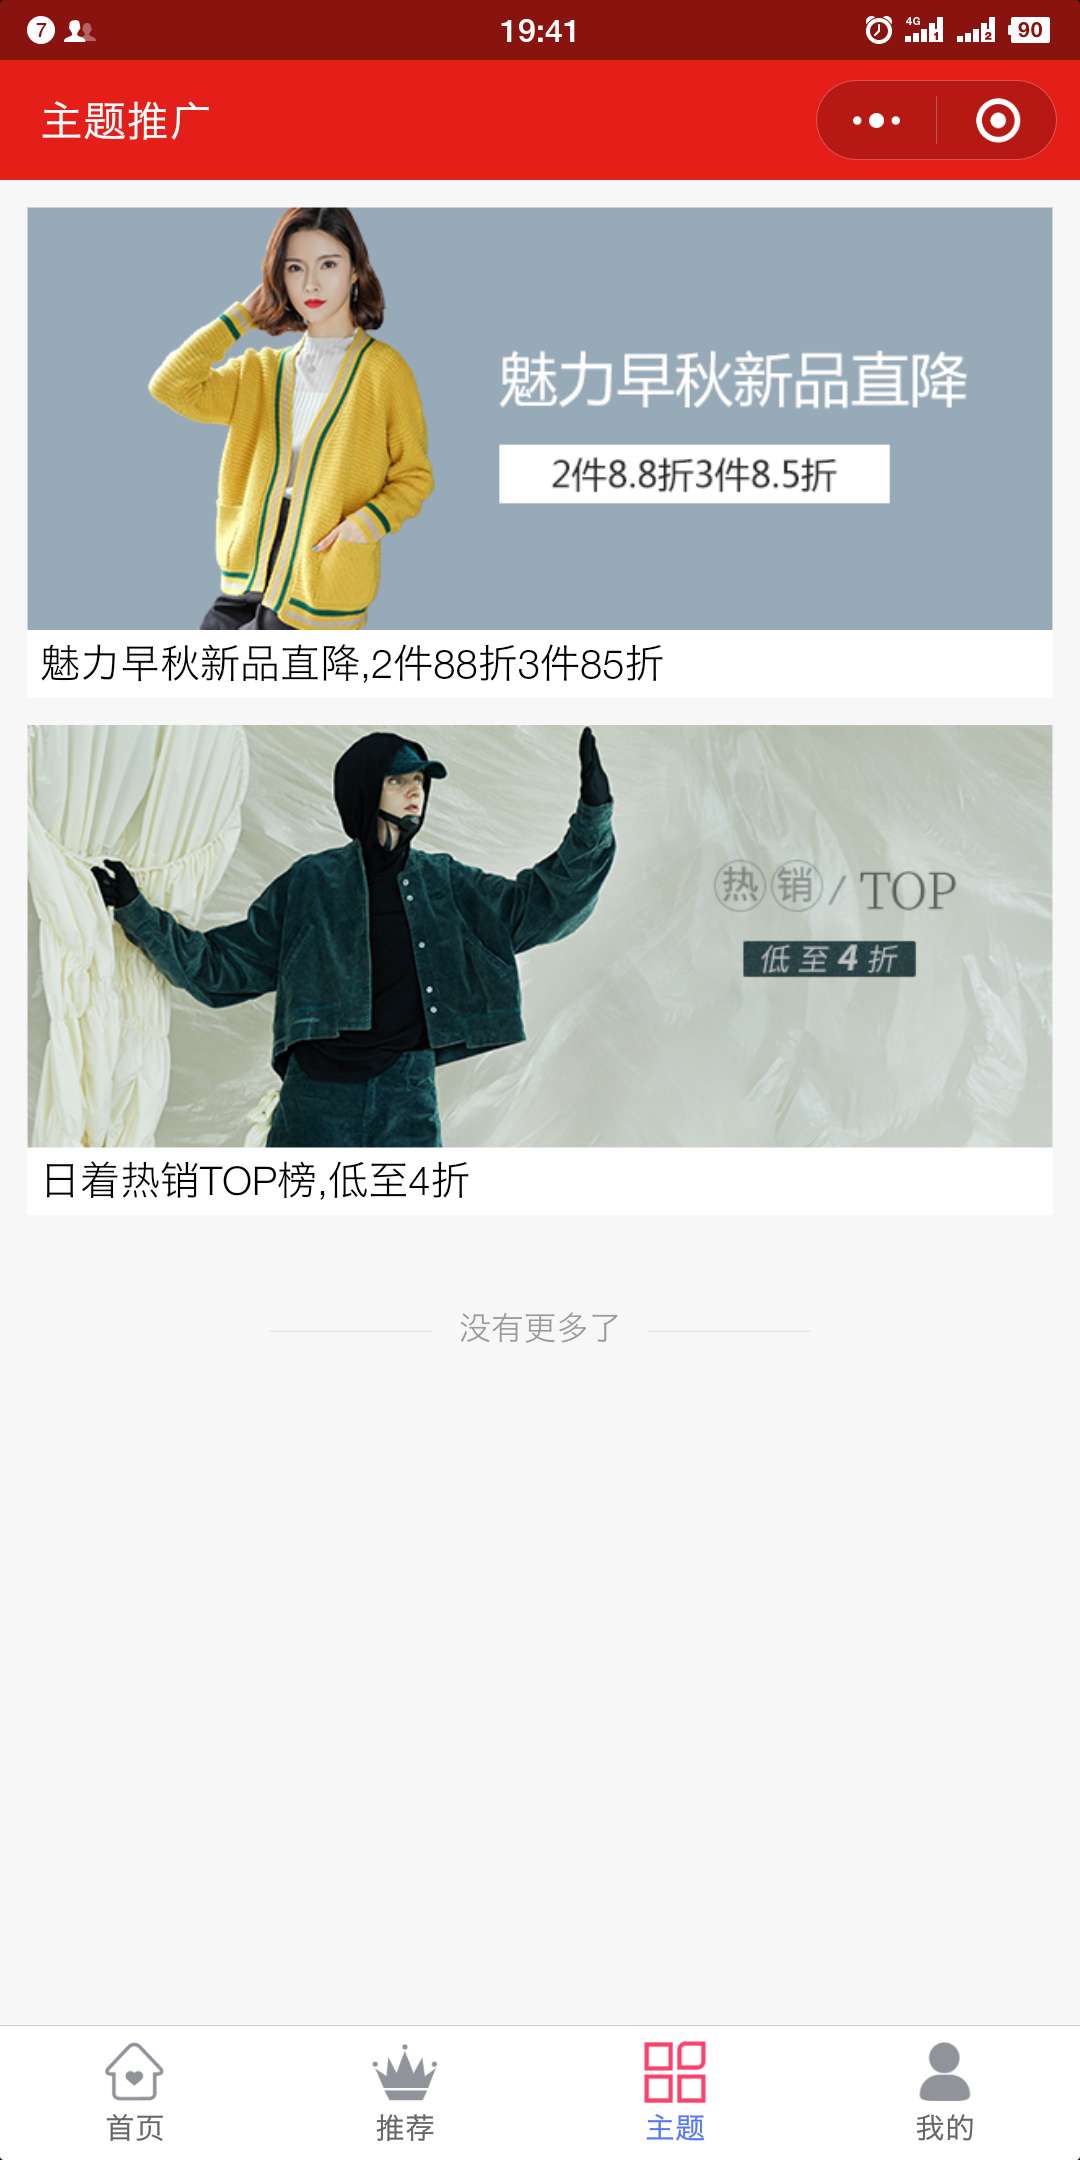 7
19:41
4G
1
2
90
主题推广
魅力早秋新品直降
2件8.8折3件8.5折
魅力早秋新品直降,2件88折3件85折
热销/TOP
低至4折
日着热销TOP榜,低至4折
没有更多了
首页
推荐
主题
我的